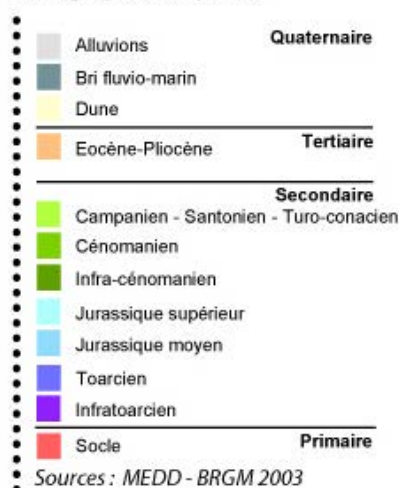 Quaternaire
Alluvions
Bri fluvio-marin
Dune
Tertiaire
Eocène-Pliocène
Secondaire
Campanien - Santonien - Turo-conacien
Cénomanien
Infra-cénomanien
Jurassique supérieur
Jurassique moyen
Toarcien
Infratoarcien
Primaire
Socle
Sources : MEDD - BRGM 2003